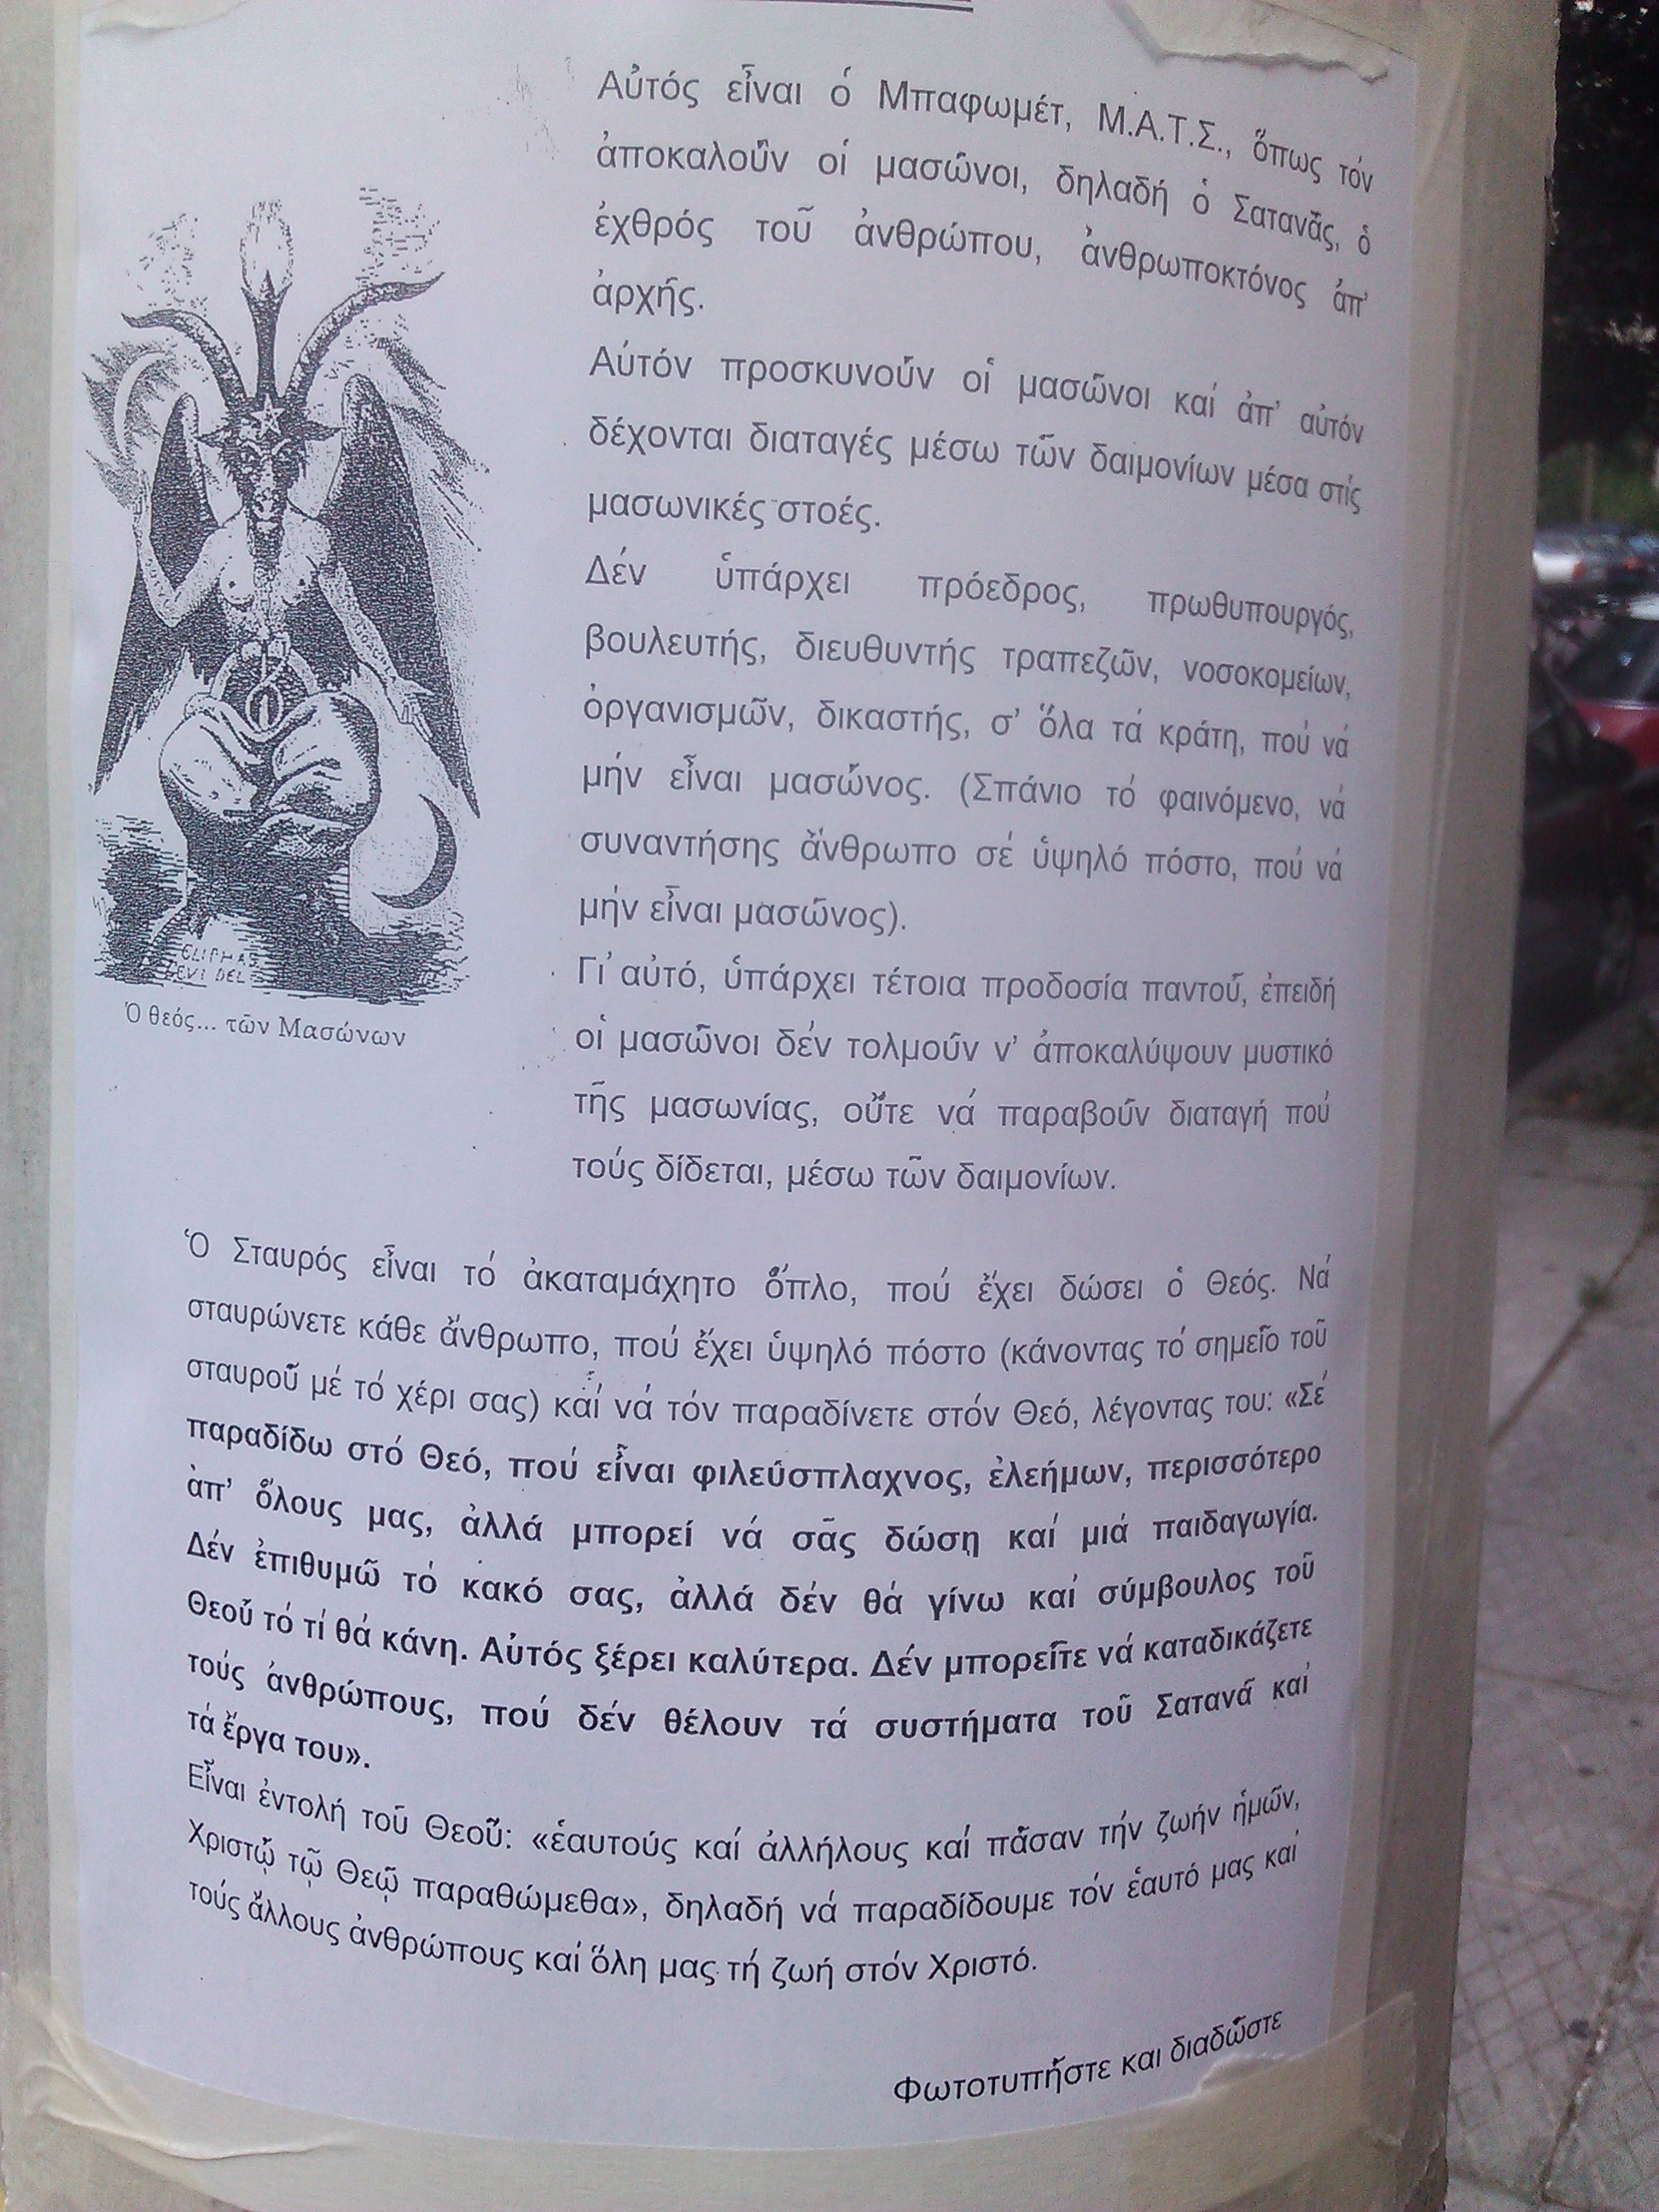 Αὐτός εἶναι ὁ Μπαφωμέτ, Μ.Α.Τ.Σ., ὅπως τόν
ἀποκαλοῦν οἱ μασῶνοι, δηλαδή ὁ Σατανᾶς, ὁ
ἐχθρός τοῦ ἀνθρώπου, ἀνθρωποκτόνος ἀπ'
ἀρχῆς.
Αὐτόν προσκυνοῦν οἱ μασῶνοι καί ἀπ' αὐτόν
δέχονται διαταγές μέσω τῶν δαιμονίων μέσα στίς
μασωνικές στοές.
Δέν ὑπάρχει πρόεδρος, πρωθυπουργός,
βουλευτής, διευθυντής τραπεζῶν, νοσοκομείων,
ὀργανισμῶν, δικαστής, σ' ὅλα τά κράτη, πού νά
μήν εἶναι μασῶνος. (Σπάνιο τό φαινόμενο, νά
συναντήσης ἄνθρωπο σέ ὑψηλό πόστο, πού νά
μήν εἶναι μασῶνος).
Γι' αὐτό, ὑπάρχει τέτοια προδοσία παντοῦ, ἐπειδή
οἱ μασῶνοι δέν τολμοῦν ν' ἀποκαλύψουν μυστικό
τῆς μασωνίας, οὔτε νά παραβοῦν διαταγή πού
τούς δίδεται, μέσω τῶν δαιμονίων.
ELIPHAS
LEVI DEL
Ὁ θεός... τῶν Μασώνων
Ὁ Σταυρός εἶναι τό ἀκαταμάχητο ὅπλο, πού ἔχει δώσει ὁ Θεός. Νά
σταυρώνετε κάθε ἄνθρωπο, πού ἔχει ὑψηλό πόστο (κάνοντας τό σημεῖο τοῦ
σταυροῦ μέ τό χέρι σας) καί νά τόν παραδίνετε στόν Θεό, λέγοντας του: «Σέ
παραδίδω στό Θεό, πού εἶναι φιλεύσπλαχνος, ἐλεήμων, περισσότερο
ἀπ' ὅλους μας, ἀλλά μπορεί νά σᾶς δώση καί μιά παιδαγωγία.
Δέν ἐπιθυμῶ τό κακό σας, ἀλλά δέν θά γίνω καί σύμβουλος τοῦ
Θεοῦ τό τί θά κάνη. Αὐτός ξέρει καλύτερα. Δέν μπορεῖτε νά καταδικάζετε
τούς ἀνθρώπους, πού δέν θέλουν τά συστήματα τοῦ Σατανᾶ καί
τά ἔργα του».
Εἶναι ἐντολή τοῦ Θεοῦ: «ἑαυτούς καί ἀλλήλους καί πᾶσαν τήν ζωήν ἡμῶν,
Χριστῷ τῷ Θεῷ παραθώμεθα», δηλαδή νά παραδίδουμε τόν ἑαυτό μας καί
τούς ἄλλους ἀνθρώπους καί ὅλη μας τή ζωή στόν Χριστό.
Φωτοτυπῆστε και διαδῶστε